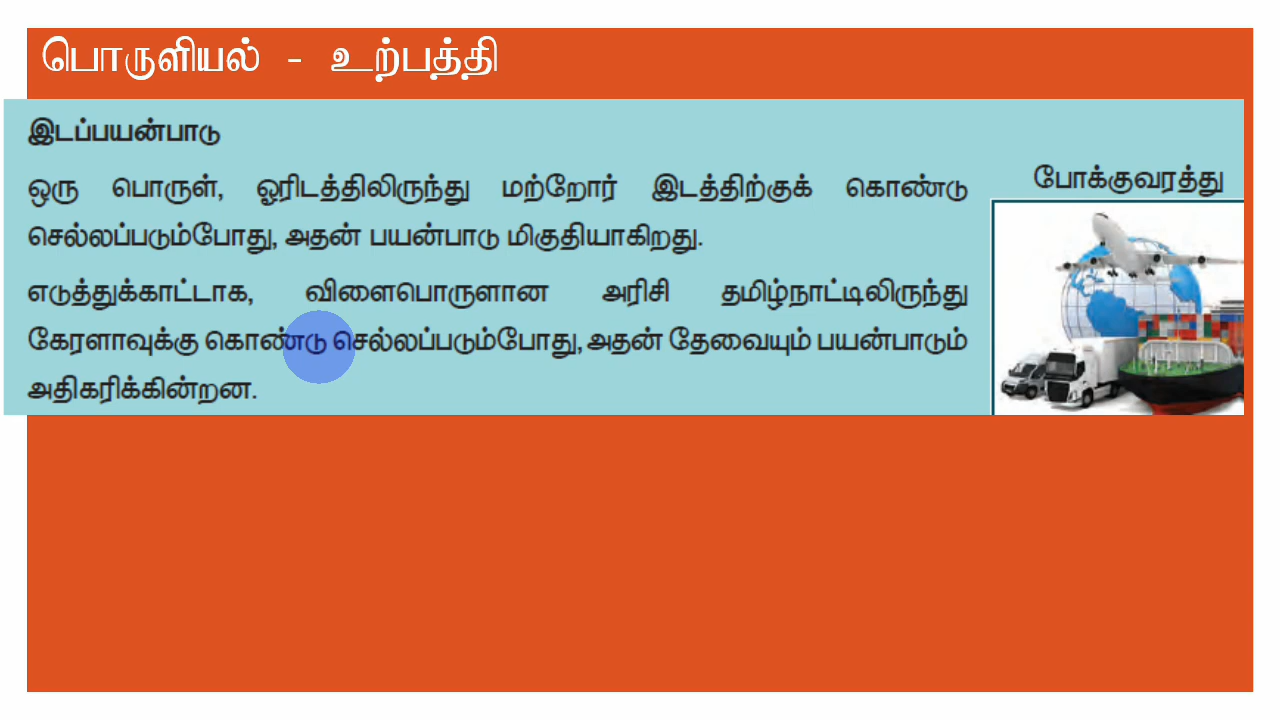 பொருளியல் - உற்பத்தி
இடப்பயன்பாடு
ஒரு பொருள், ஓரிடத்திலிருந்து மற்றோர் இடத்திற்குக் கொண்டு
செல்லப்படும்போது, அதன் பயன்பாடு மிகுதியாகிறது.
எடுத்துக்காட்டாக, விளைபொருளான அரிசி தமிழ்நாட்டிலிருந்து
கேரளாவுக்கு கொண்டு செல்லப்படும்போது, அதன் தேவையும் பயன்பாடும்
அதிகரிக்கின்றன.
போக்குவரத்து